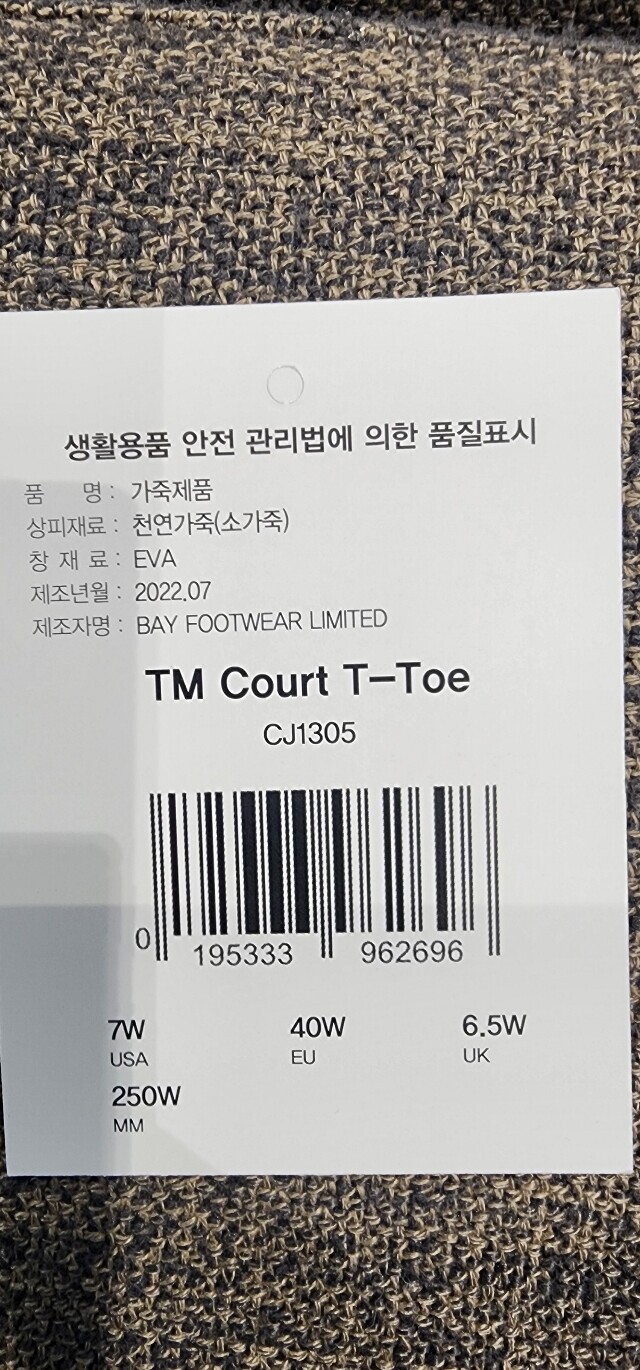 생활용품 안전 관리법에 의한 품질표시
품 명 : 가죽제품
상피재료 : 천연가죽(소가죽)
창 재 료 : EVA
제조년월 : 2022.07
제조자명 : BAY FOOTWEAR LIMITED
TM Court T-Toe
CJ1305
0 195333 962696
7W 40W 6.5W
USA EU UK
250W
MM